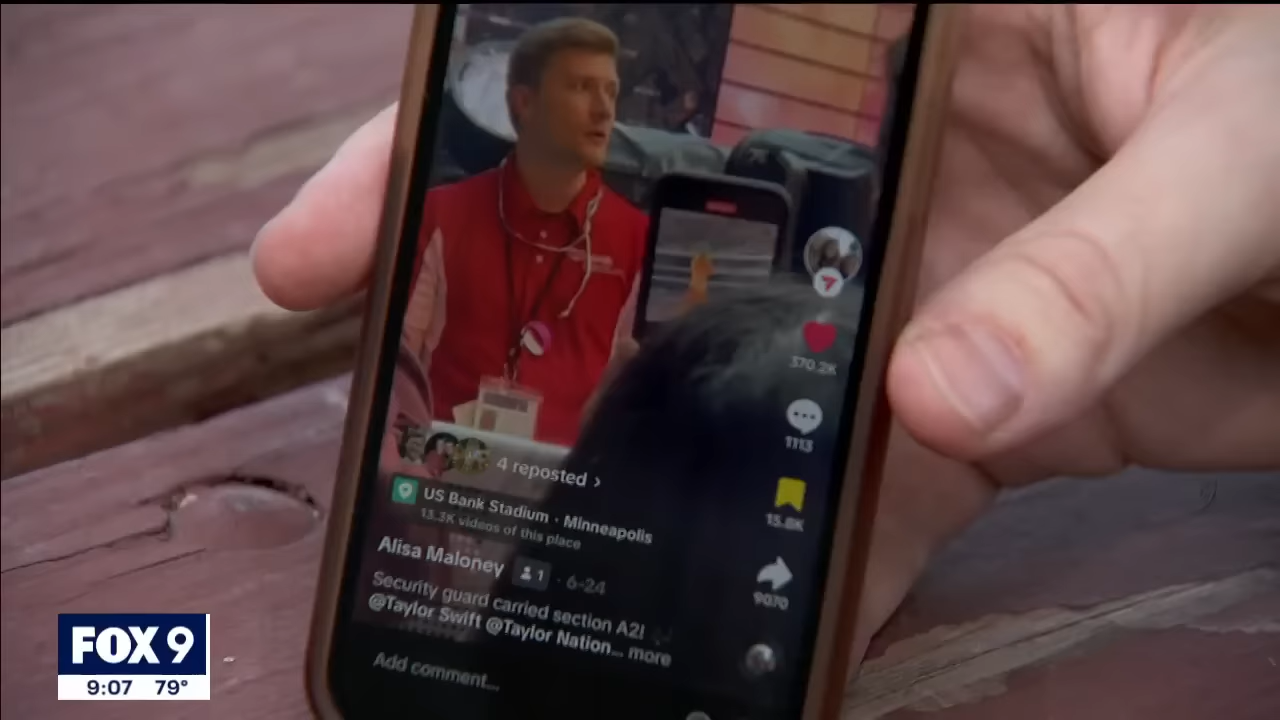 370.2K
1113
4 reposted >
US Bank Stadium · Minneapolis
13.3K videos of this place
15.8K
Alisa Maloney 1 · 6-24
Security guard carried section A2!
@Taylor Swift @Taylor Nation... more
9070
Add comment...
FOX 9
9:07 79°